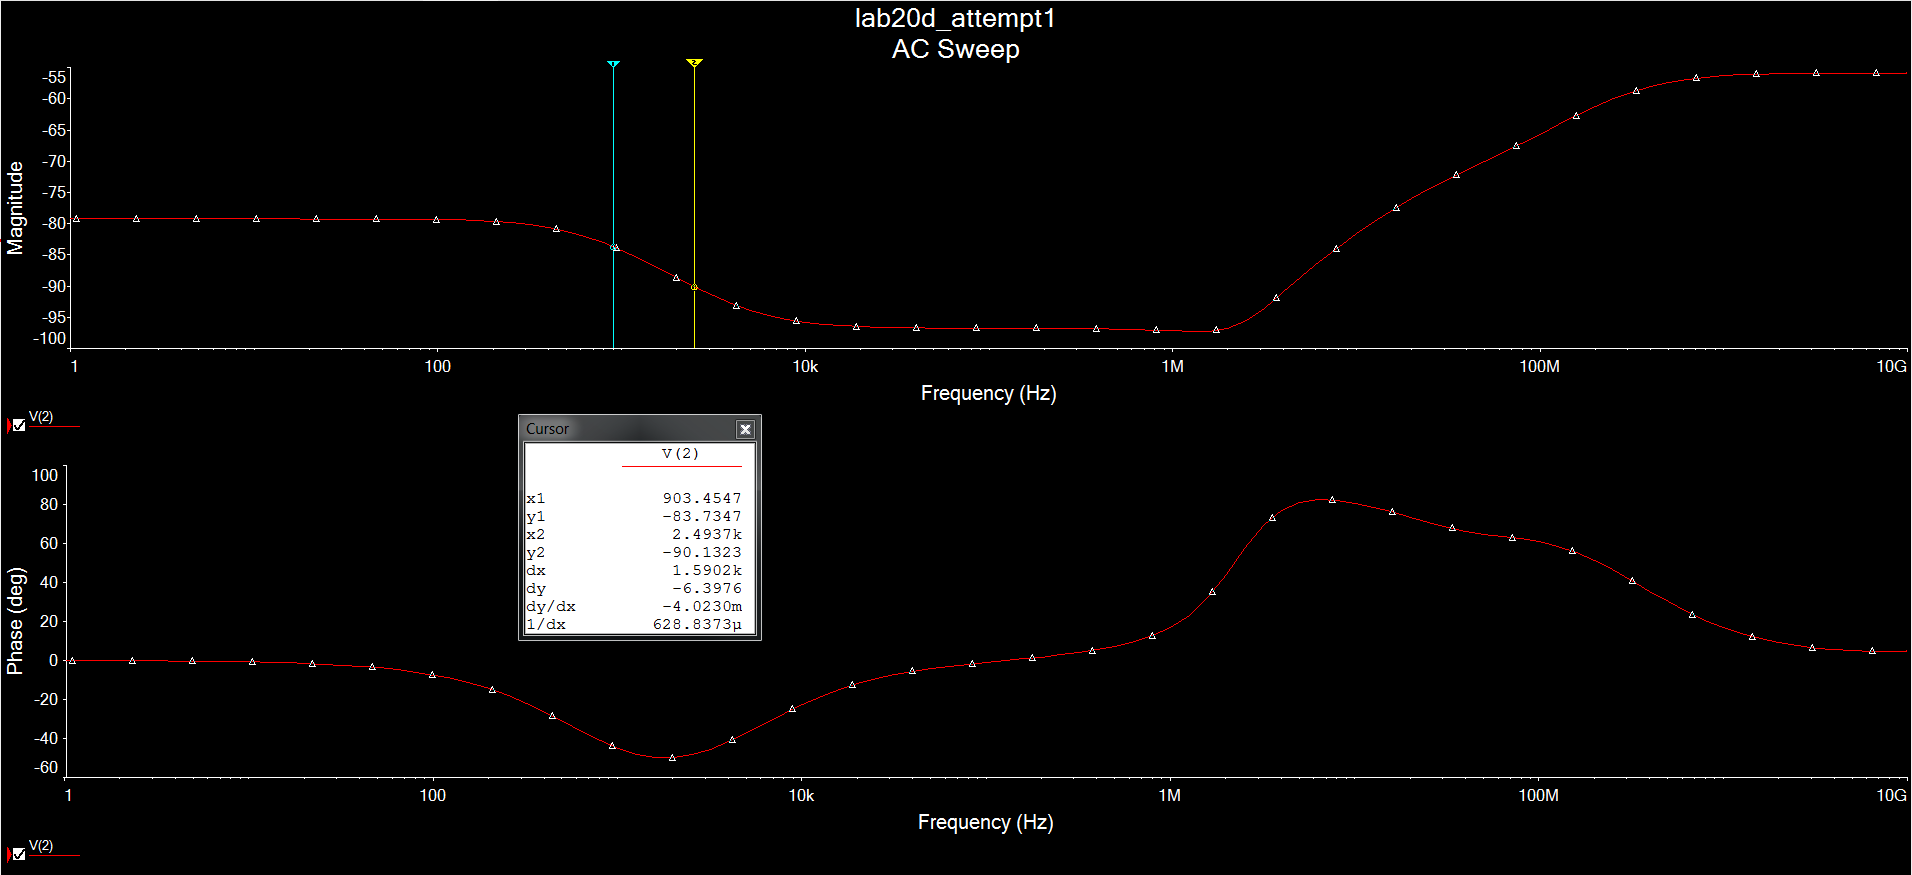 lab20d_attempt1
AC Sweep
1
2
-55
-60
-65
-70
-75
-80
-85
-90
-95
-100
Magnitude
1 100 10k 1M 100M 10G
Frequency (Hz)
V(2)
Cursor
V(2)
x1 903.4547
y1 -83.7347
x2 2.4937k
y2 -90.1323
dx 1.5902k
dy -6.3976
dy/dx -4.0230m
1/dx 628.8373µ
100
80
60
40
20
0
-20
-40
-60
Phase (deg)
1 100 10k 1M 100M 10G
Frequency (Hz)
V(2)